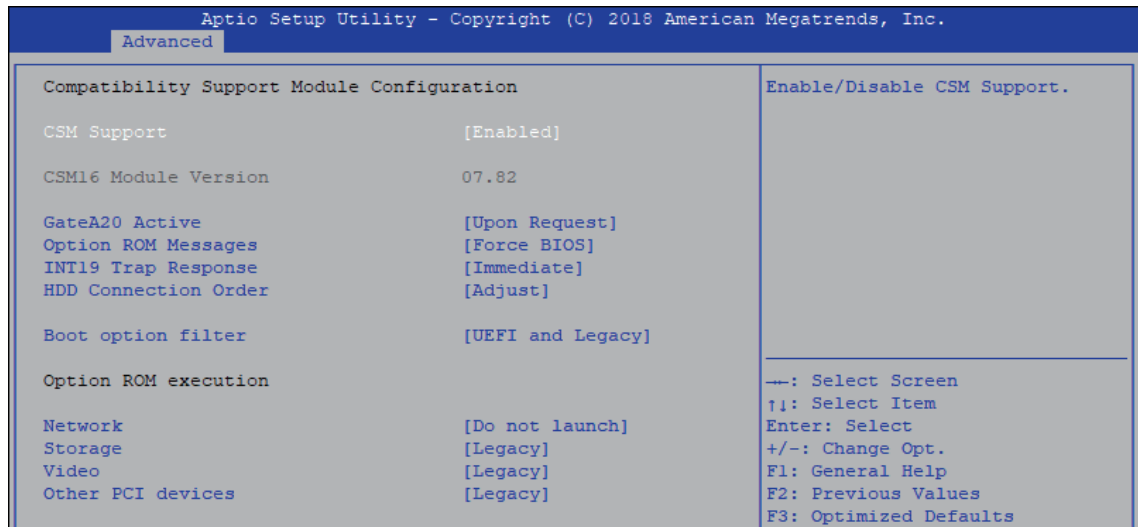 Aptio Setup Utility - Copyright (C) 2018 American Megatrends, Inc.
Advanced
Compatibility Support Module Configuration
CSM Support [Enabled]
CSM16 Module Version 07.82
GateA20 Active [Upon Request]
Option ROM Messages [Force BIOS]
INT19 Trap Response [Immediate]
HDD Connection Order [Adjust]
Boot option filter [UEFI and Legacy]
Option ROM execution
Network [Do not launch]
Storage [Legacy]
Video [Legacy]
Other PCI devices [Legacy]
Enable/Disable CSM Support.
→←: Select Screen
↑↓: Select Item
Enter: Select
+/-: Change Opt.
F1: General Help
F2: Previous Values
F3: Optimized Defaults